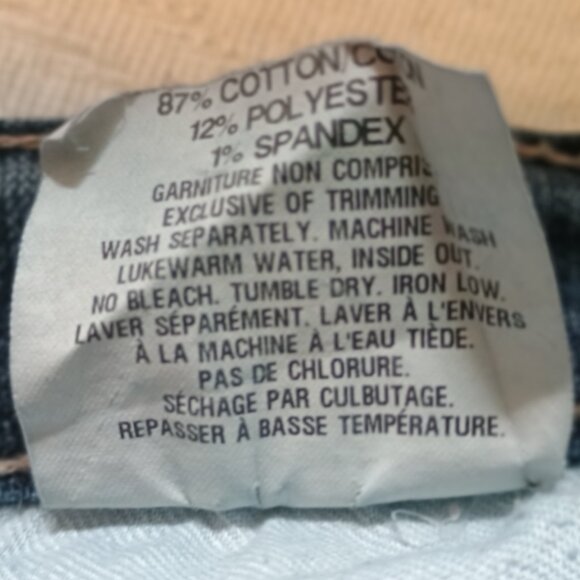 87% COTTON/COTON
12% POLYESTER
1% SPANDEX
GARNITURE NON COMPRIS
EXCLUSIVE OF TRIMMING
WASH SEPARATELY. MACHINE WASH
LUKEWARM WATER, INSIDE OUT.
NO BLEACH. TUMBLE DRY. IRON LOW.
LAVER SÉPARÉMENT. LAVER À L'ENVERS
À LA MACHINE À L'EAU TIÈDE.
PAS DE CHLORURE.
SÉCHAGE PAR CULBUTAGE.
REPASSER À BASSE TEMPÉRATURE.